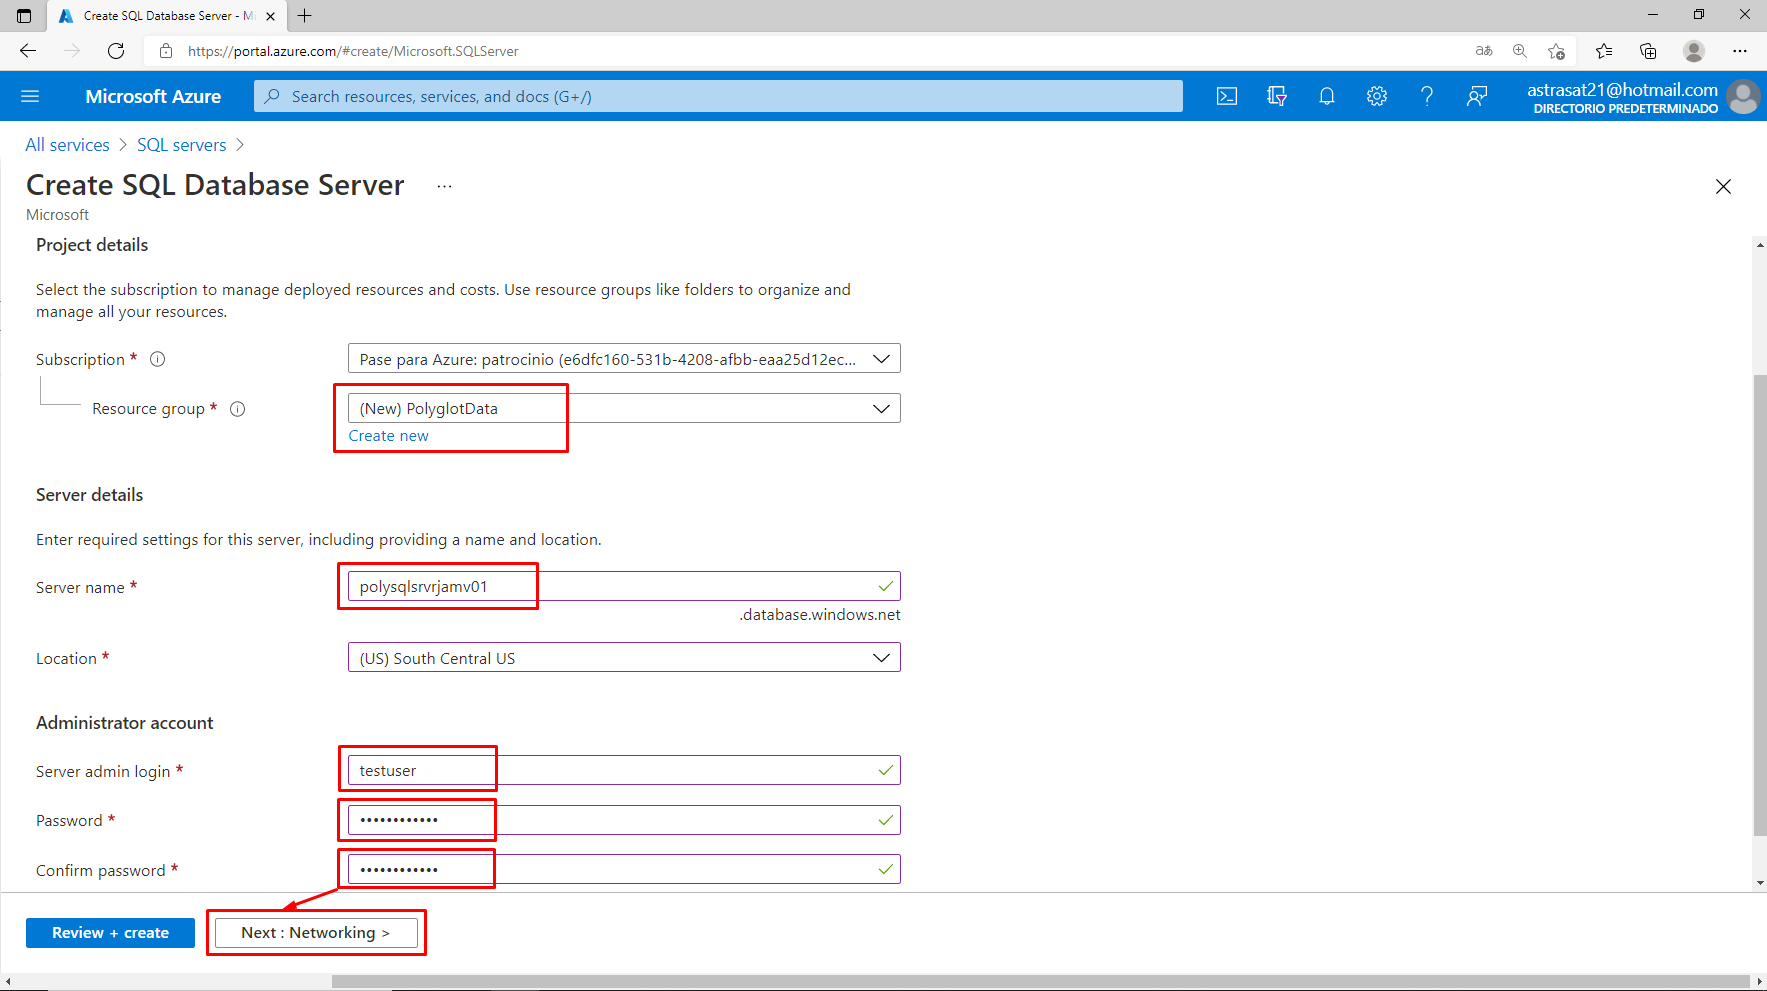 Create SQL Database Server - Mi
https://portal.azure.com/#create/Microsoft.SQLServer
aあ
Microsoft Azure
Search resources, services, and docs (G+/)
astrasat21@hotmail.com
DIRECTORIO PREDETERMINADO
All services > SQL servers >
Create SQL Database Server ...
Microsoft
Project details
Select the subscription to manage deployed resources and costs. Use resource groups like folders to organize and
manage all your resources.
Subscription *
Pase para Azure: patrocinio (e6dfc160-531b-4208-afbb-eaa25d12ec...
Resource group *
(New) PolyglotData
Create new
Server details
Enter required settings for this server, including providing a name and location.
Server name *
polysqlsrvrjamv01
.database.windows.net
Location *
(US) South Central US
Administrator account
Server admin login *
testuser
Password *
••••••••••••
Confirm password *
••••••••••••
Review + create
Next : Networking >